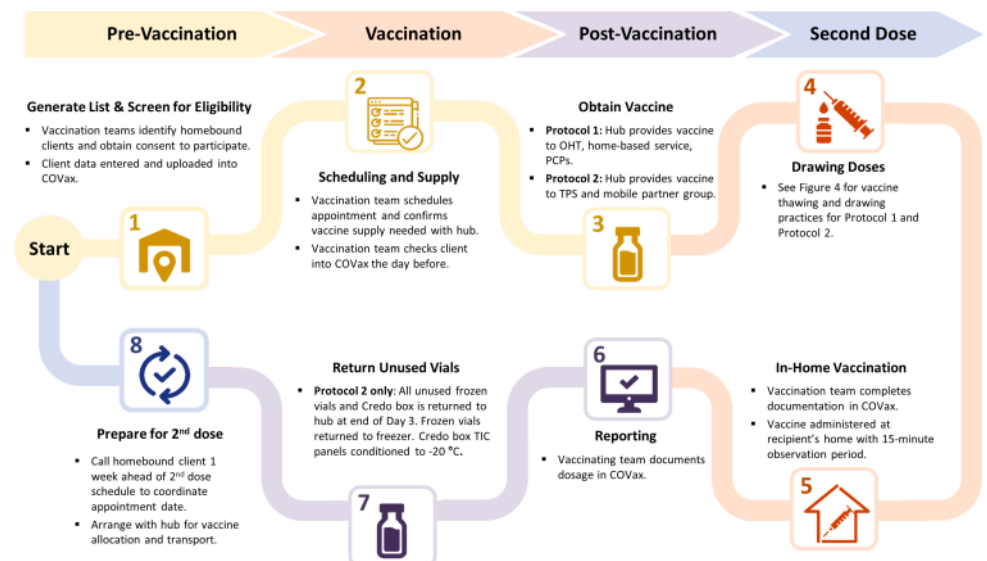 Pre-Vaccination
Vaccination
Post-Vaccination
Second Dose
Start
1
Generate List & Screen for Eligibility
▪ Vaccination teams identify homebound
clients and obtain consent to participate.
▪ Client data entered and uploaded into
COVax.
2
Scheduling and Supply
▪ Vaccination team schedules
appointment and confirms
vaccine supply needed with hub.
▪ Vaccination team checks client
into COVax the day before.
3
Obtain Vaccine
▪ Protocol 1: Hub provides vaccine
to OHT, home-based service,
PCPs.
▪ Protocol 2: Hub provides vaccine
to TPS and mobile partner group.
4
Drawing Doses
▪ See Figure 4 for vaccine
thawing and drawing
practices for Protocol 1 and
Protocol 2.
5
In-Home Vaccination
▪ Vaccination team completes
documentation in COVax.
▪ Vaccine administered at
recipient's home with 15-minute
observation period.
6
Reporting
▪ Vaccinating team documents
dosage in COVax.
7
Return Unused Vials
▪ Protocol 2 only: All unused frozen
vials and Credo box is returned to
hub at end of Day 3. Frozen vials
returned to freezer. Credo box TIC
panels conditioned to -20 °C.
8
Prepare for 2nd dose
▪ Call homebound client 1
week ahead of 2nd dose
schedule to coordinate
appointment date.
▪ Arrange with hub for vaccine
allocation and transport.